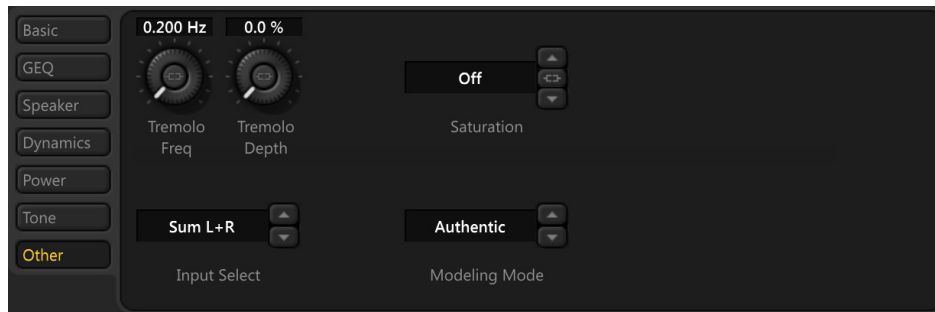 Basic
GEQ
Speaker
Dynamics
Power
Tone
Other
0.200 Hz
0.0 %
Tremolo
Freq
Tremolo
Depth
Off
Saturation
Sum L+R
Input Select
Authentic
Modeling Mode